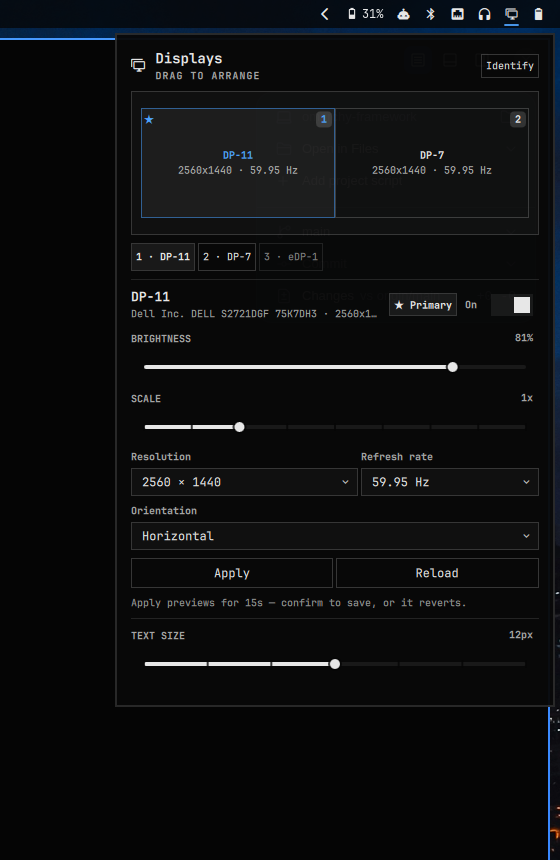 31%
Displays
DRAG TO ARRANGE
Identify
1
DP-11
2560x1440 · 59.95 Hz
2
DP-7
2560x1440 · 59.95 Hz
1 · DP-11
2 · DP-7
3 · eDP-1
DP-11
Dell Inc. DELL S2721DGF 75K7DH3 · 2560x1…
★ Primary
On
BRIGHTNESS
81%
SCALE
1x
Resolution
Refresh rate
2560 × 1440
59.95 Hz
Orientation
Horizontal
Apply
Reload
Apply previews for 15s — confirm to save, or it reverts.
TEXT SIZE
12px